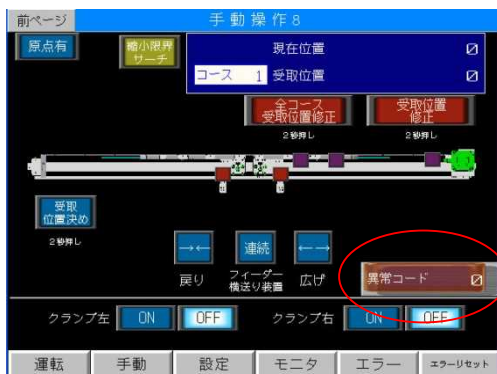 前ページ
手動操作8
原点有
縮小限界
サーチ
現在位置
0
コース 1 受取位置
0
全コース
受取位置修正
2秒押し
受取位置
修正
2秒押し
受取
位置決め
2秒押し
→←
連続
←→
戻り
フィーダー
横送り装置
広げ
異常コード 0
クランプ左 ON OFF
クランプ右 ON OFF
運転 手動 設定 モニタ エラー エラーリセット